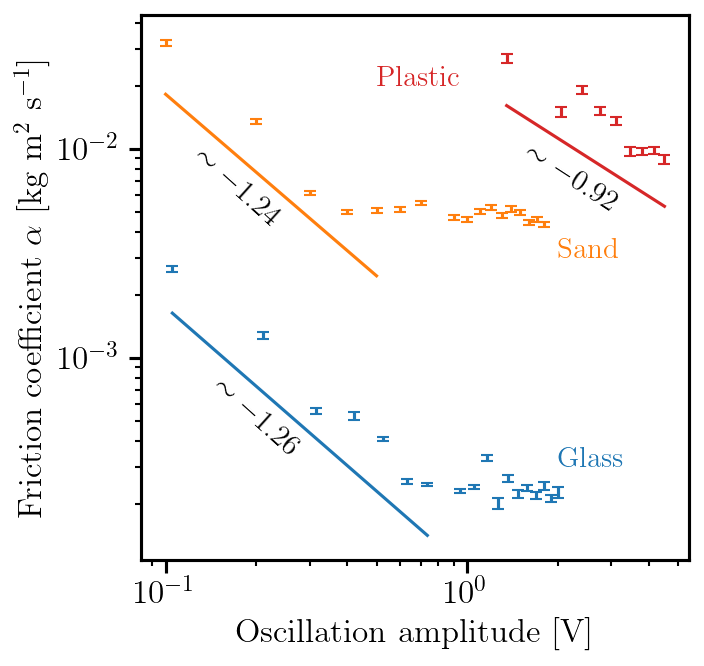 Friction coefficient α [kg m² s⁻¹]
10⁻²
10⁻³
Plastic
∼ −0.92
∼ −1.24
Sand
∼ −1.26
Glass
10⁻¹
10⁰
Oscillation amplitude [V]